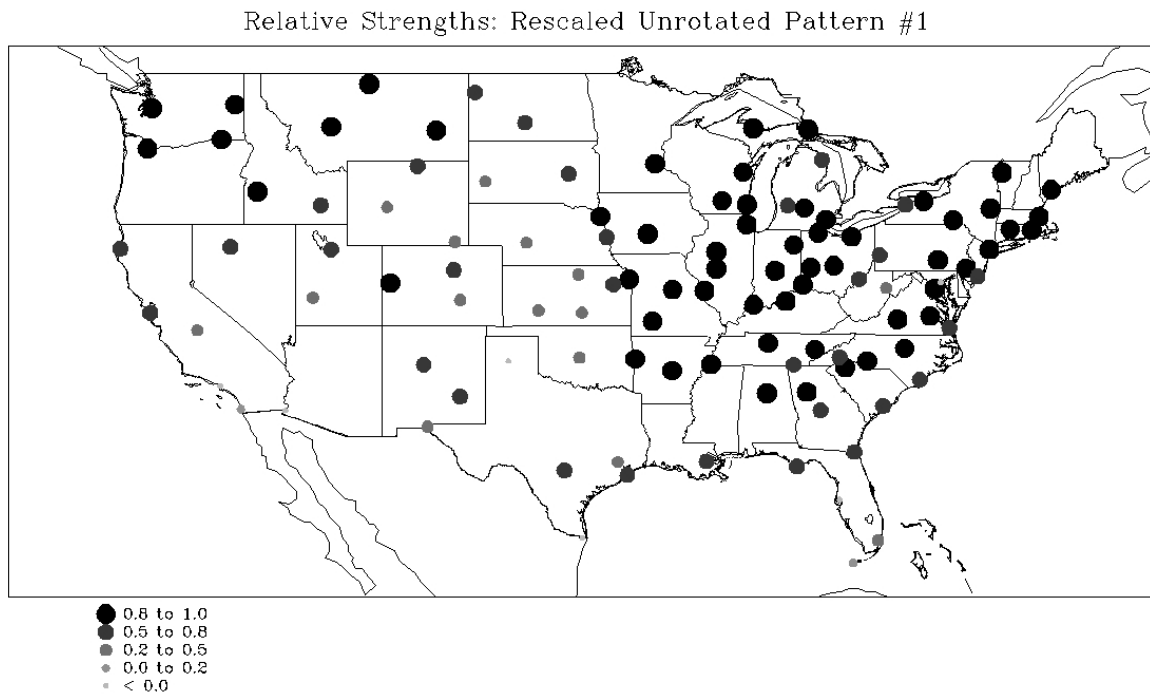 Relative Strengths: Rescaled Unrotated Pattern #1
0.8 to 1.0
0.5 to 0.8
0.2 to 0.5
0.0 to 0.2
< 0.0